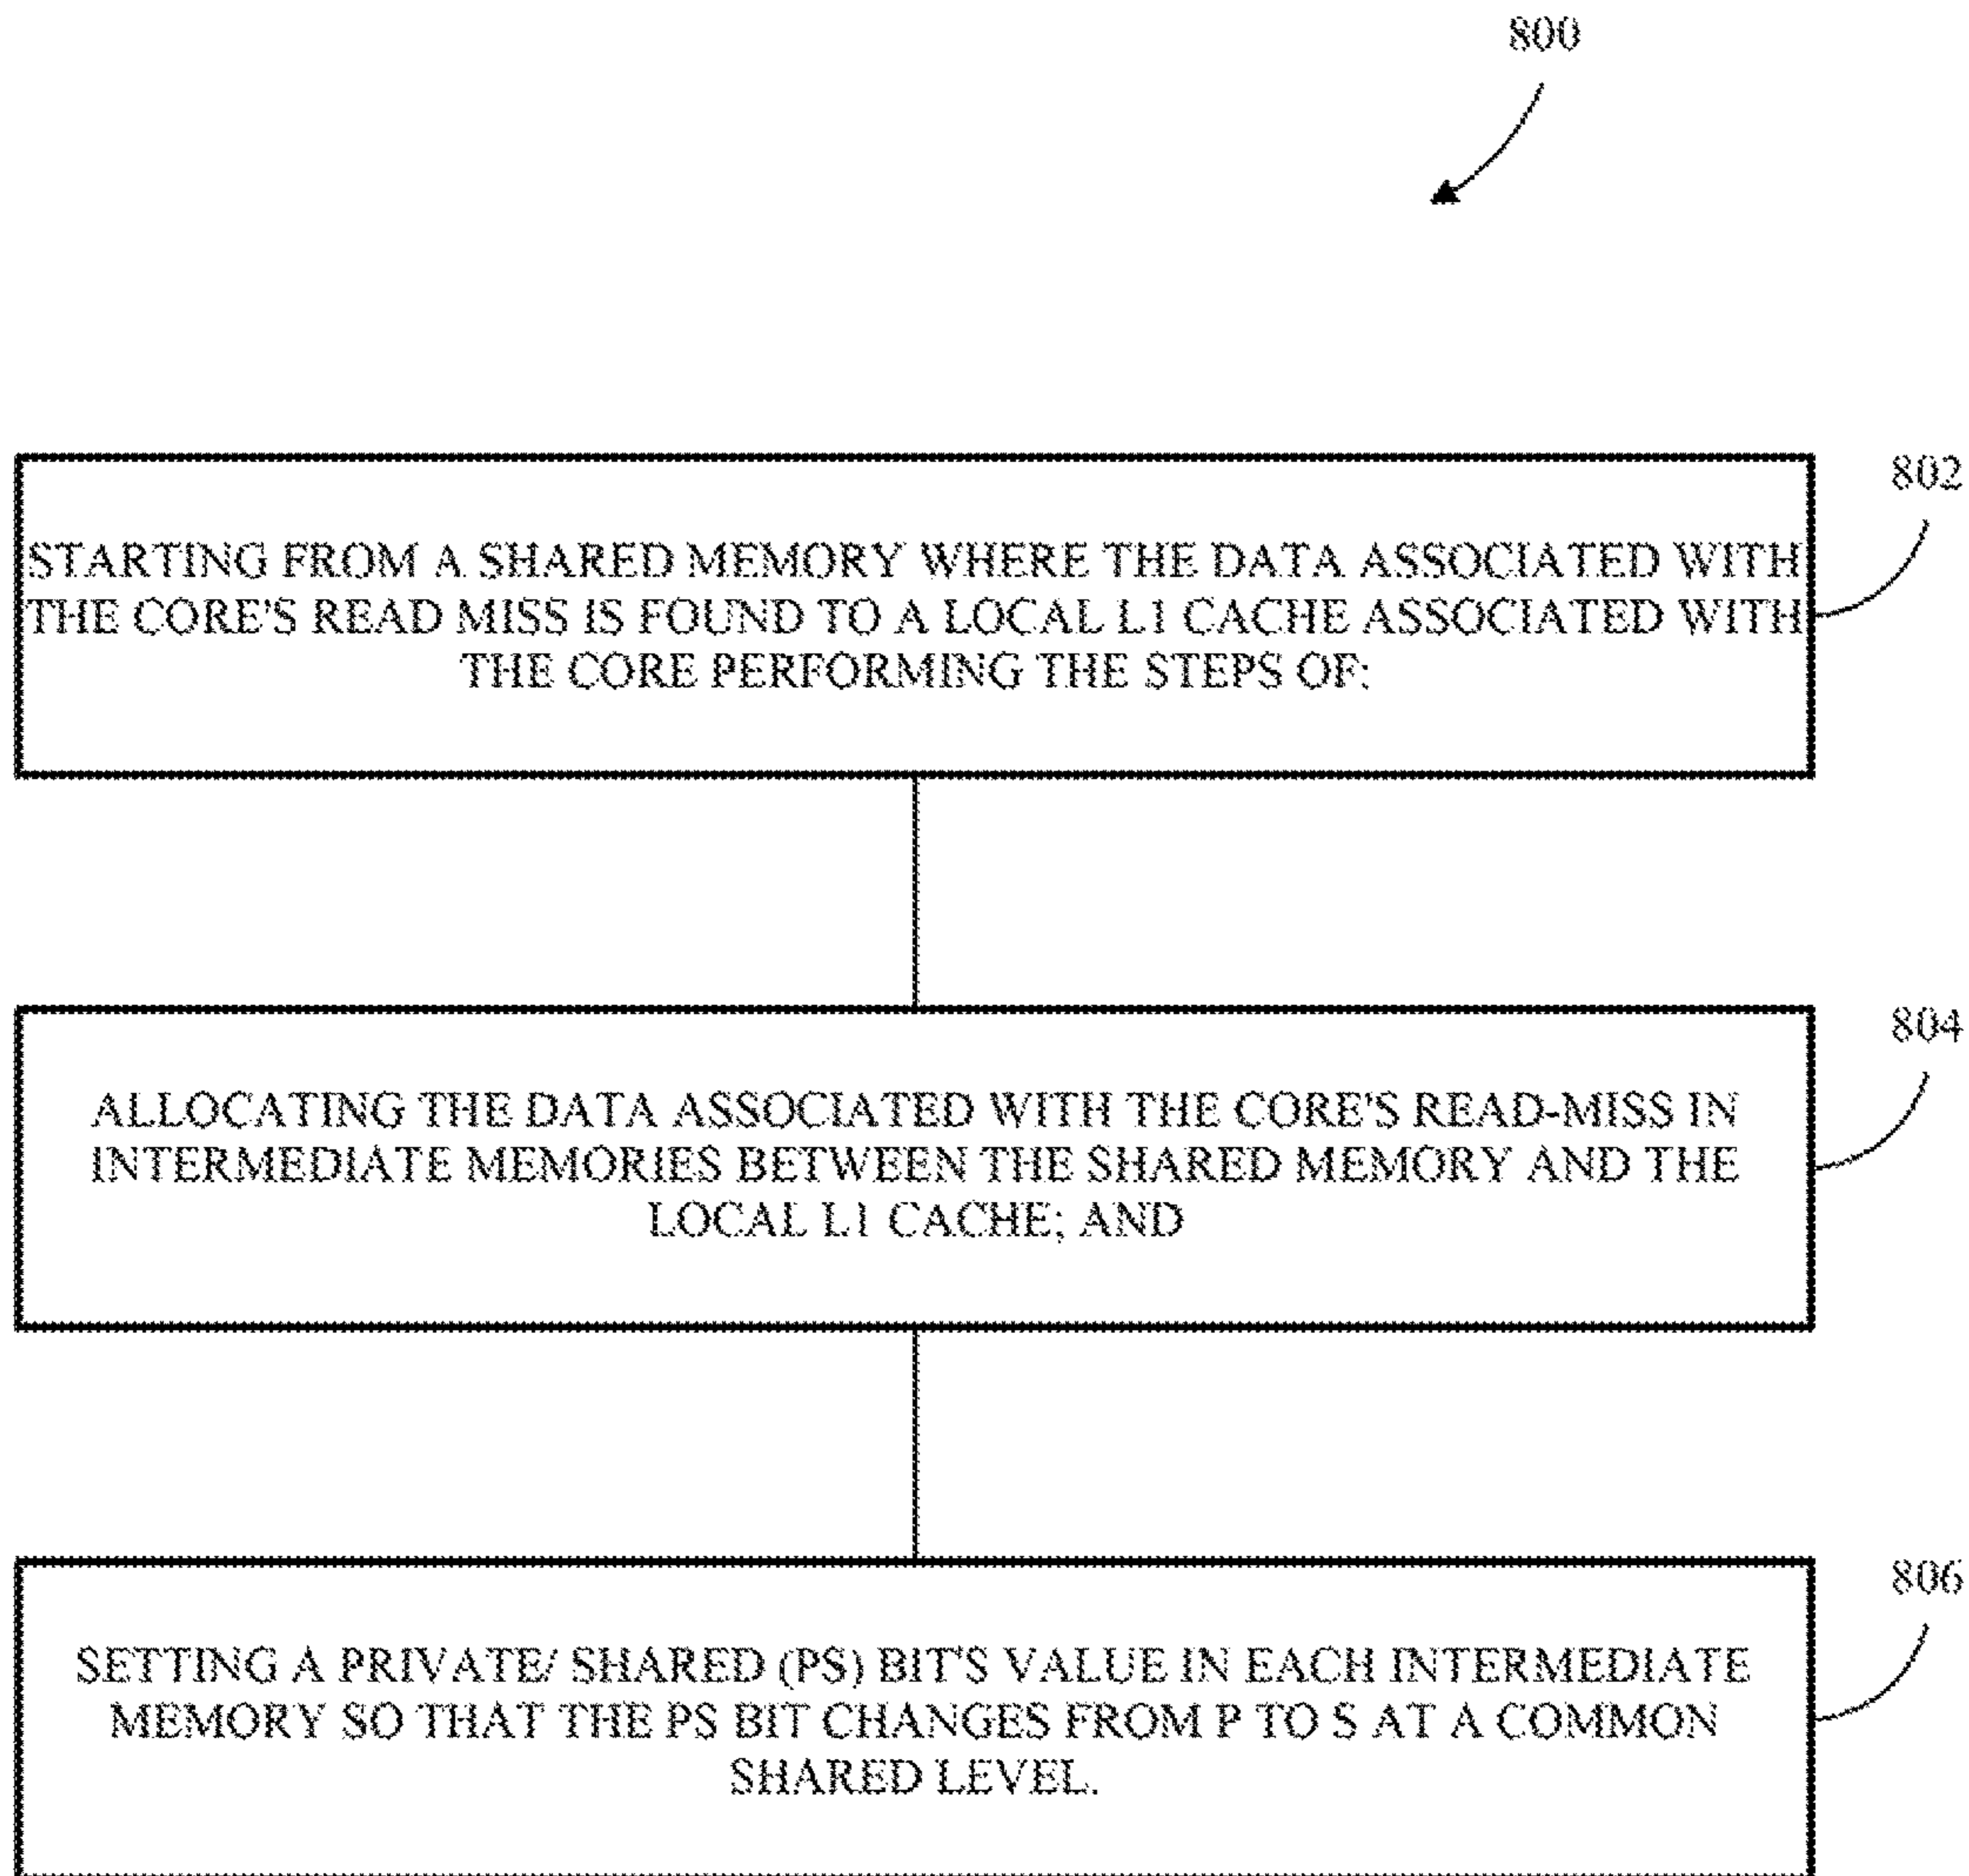 800
802
STARTING FROM A SHARED MEMORY WHERE THE DATA ASSOCIATED WITH
THE CORE'S READ MISS IS FOUND TO A LOCAL L1 CACHE ASSOCIATED WITH
THE CORE PERFORMING THE STEPS OF:
804
ALLOCATING THE DATA ASSOCIATED WITH THE CORE'S READ-MISS IN
INTERMEDIATE MEMORIES BETWEEN THE SHARED MEMORY AND THE
LOCAL L1 CACHE; AND
806
SETTING A PRIVATE/ SHARED (PS) BIT'S VALUE IN EACH INTERMEDIATE
MEMORY SO THAT THE PS BIT CHANGES FROM P TO S AT A COMMON
SHARED LEVEL.